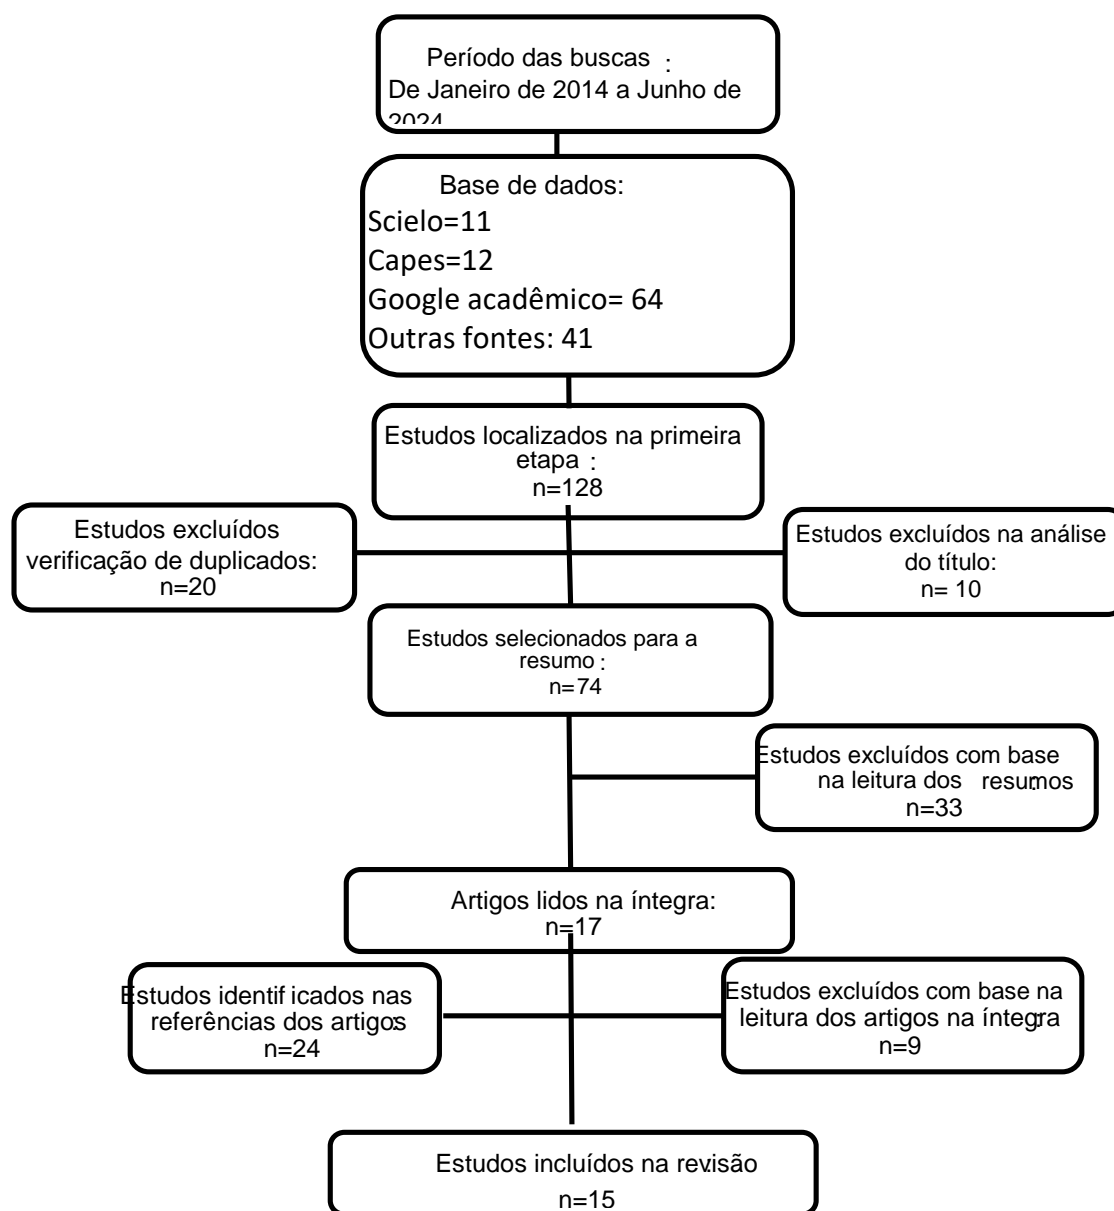 Período das buscas :
De Janeiro de 2014 a Junho de
2024
Base de dados:
Scielo=11
Capes=12
Google acadêmico= 64
Outras fontes: 41
Estudos localizados na primeira
etapa :
n=128
Estudos excluídos
verificação de duplicados:
n=20
Estudos excluídos na análise
do título:
n= 10
Estudos selecionados para a
resumo :
n=74
Estudos excluídos com base
na leitura dos resumos:
n=33
Artigos lidos na íntegra:
n=17
Estudos identificados nas
referências dos artigos:
n=24
Estudos excluídos com base na
leitura dos artigos na íntegra:
n=9
Estudos incluídos na revisão:
n=15